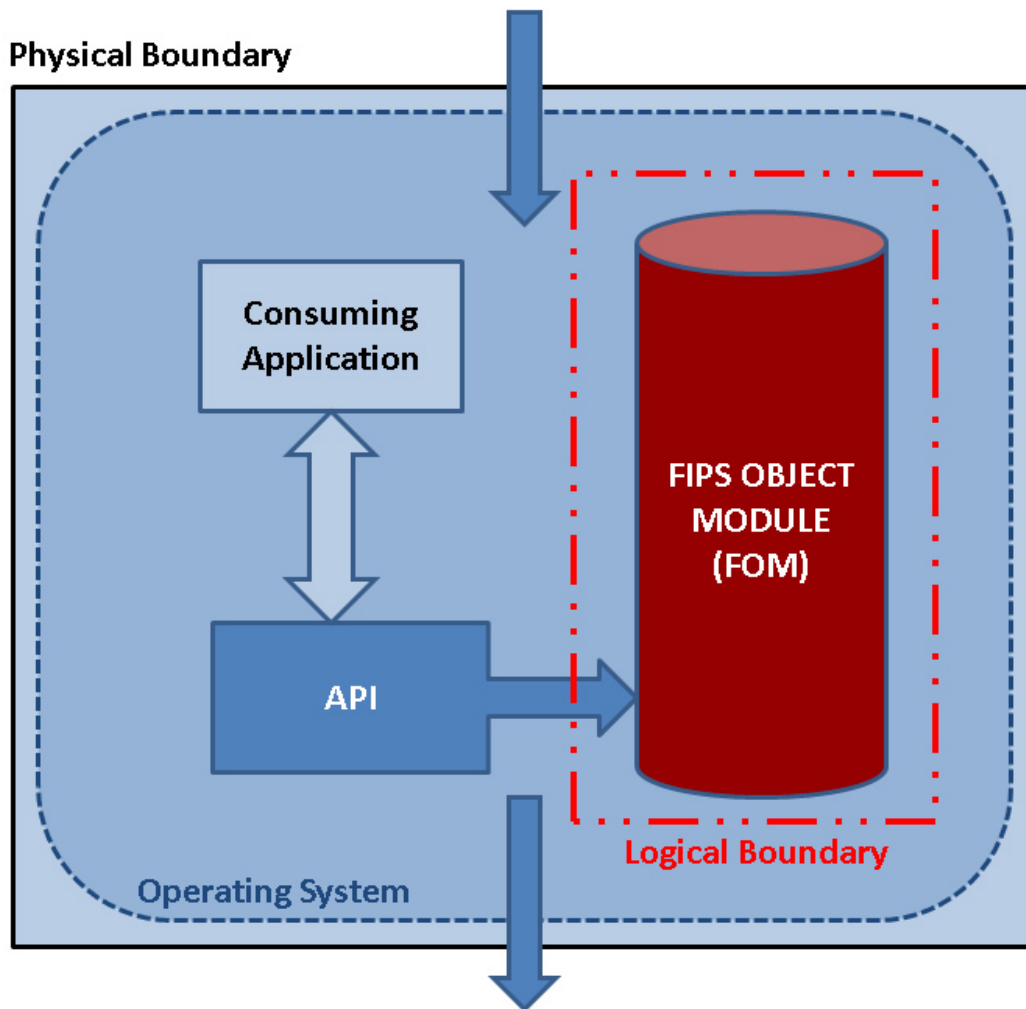 Physical Boundary
Consuming
Application
FIPS OBJECT
MODULE
(FOM)
API
Logical Boundary
Operating System